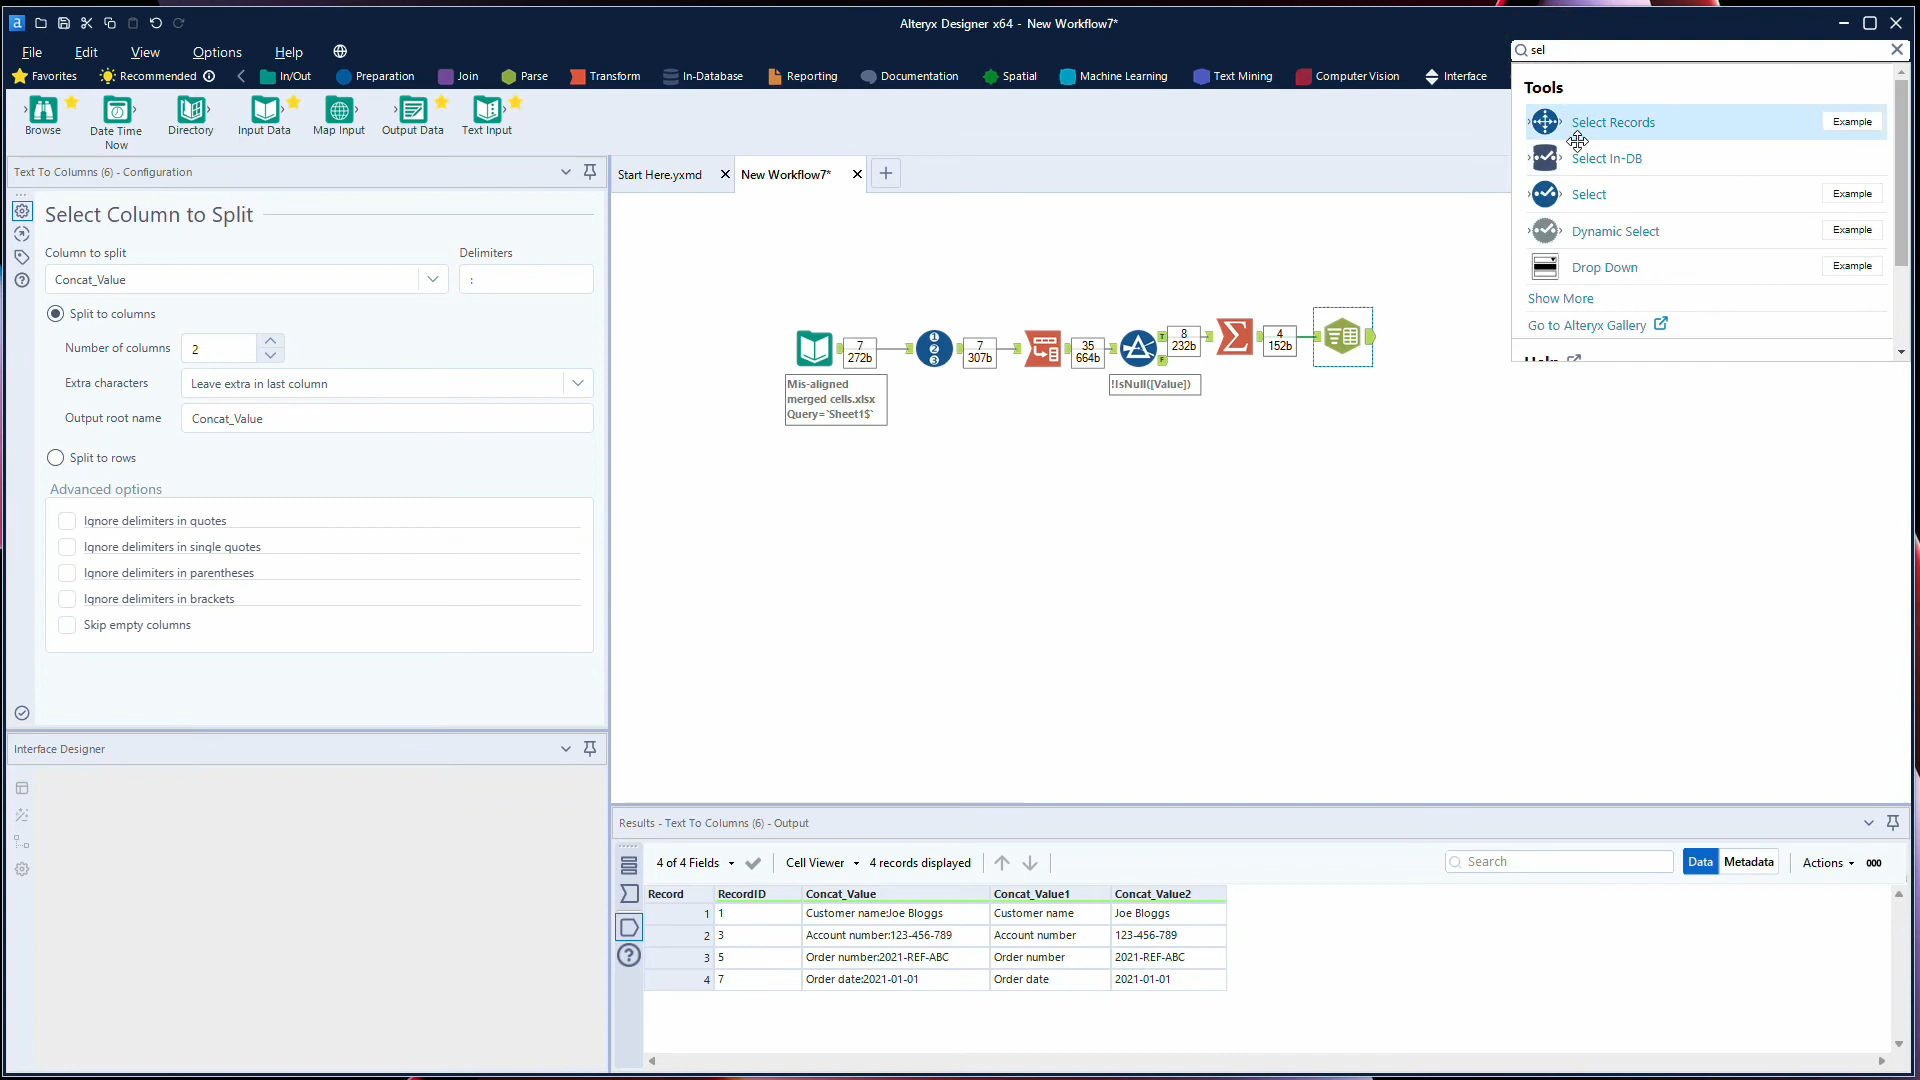 Alteryx Designer x64 - New Workflow7*
File Edit View Options Help
sel
Favorites Recommended In/Out Preparation Join Parse Transform In-Database Reporting Documentation Spatial Machine Learning Text Mining Computer Vision Interface
Browse Date Time Now Directory Input Data Map Input Output Data Text Input
Tools
Select Records Example
Select In-DB
Select Example
Dynamic Select Example
Drop Down Example
Show More
Go to Alteryx Gallery
Help
Text To Columns (6) - Configuration
Start Here.yxmd New Workflow7*
Select Column to Split
Column to split Delimiters
Concat_Value :
Split to columns
Number of columns 2
Extra characters Leave extra in last column
Output root name Concat_Value
Split to rows
Advanced options
Ignore delimiters in quotes
Ignore delimiters in single quotes
Ignore delimiters in parentheses
Ignore delimiters in brackets
Skip empty columns
7
272b
1
2
3
7
307b
35
664b
T
F
8
232b
4
152b
Mis-aligned
merged cells.xlsx
Query=`Sheet1$`
!IsNull([Value])
Interface Designer
Results - Text To Columns (6) - Output
4 of 4 Fields Cell Viewer 4 records displayed Search Data Metadata Actions 000
Record RecordID Concat_Value Concat_Value1 Concat_Value2
1 1 Customer name:Joe Bloggs Customer name Joe Bloggs
2 3 Account number:123-456-789 Account number 123-456-789
3 5 Order number:2021-REF-ABC Order number 2021-REF-ABC
4 7 Order date:2021-01-01 Order date 2021-01-01